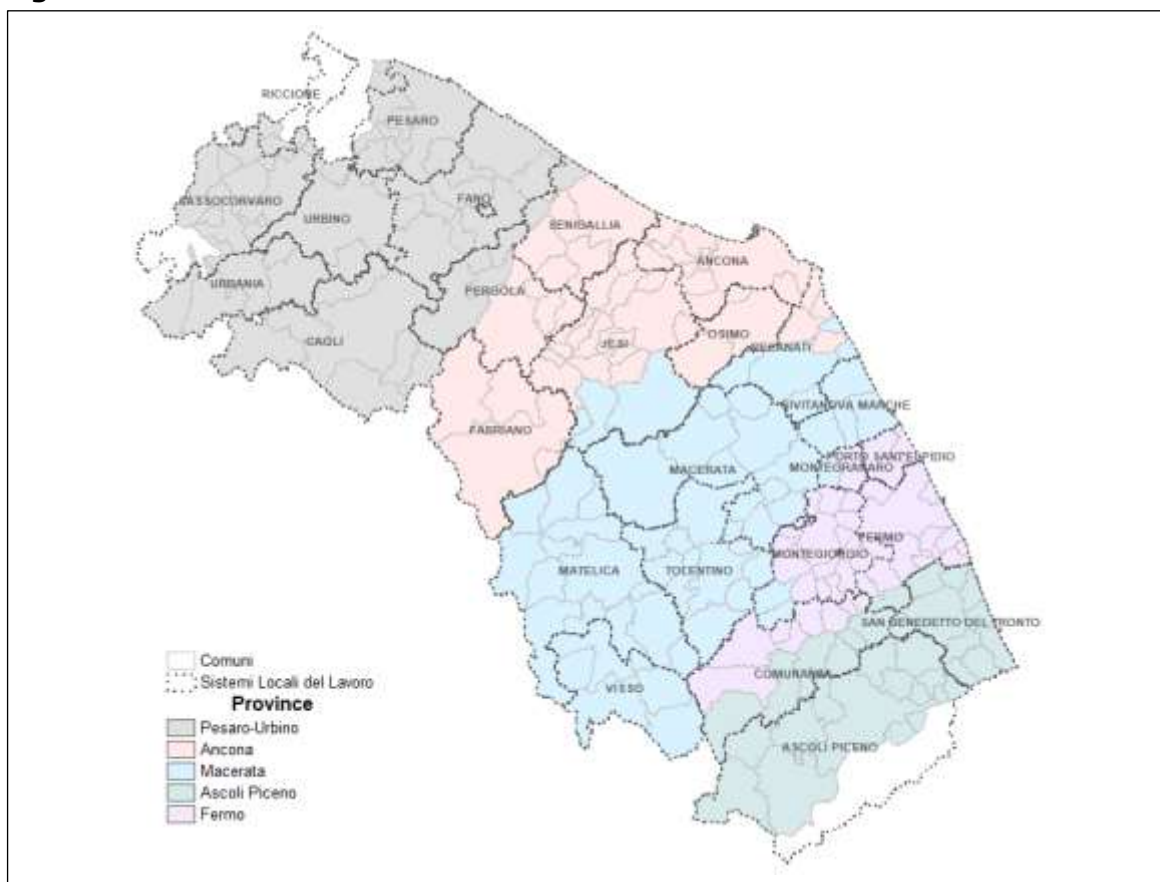 RICCIONE
PESARO
SASSOCORVARO
FANO
URBINO
SENIGALLIA
ANCONA
URBANIA
PERGOLA
OSIMO
CAGLI
JESI
RECANATI
CIVITANOVA MARCHE
FABRIANO
PORTO SANT'ELPIDIO
MACERATA
MONTEGRANARO
FERMO
MONTEGIORGIO
MATELICA
TOLENTINO
SAN BENEDETTO DEL TRONTO
COMUNANZA
VISSO
ASCOLI PICENO
Comuni
Sistemi Locali del Lavoro
Province
Pesaro-Urbino
Ancona
Macerata
Ascoli Piceno
Fermo